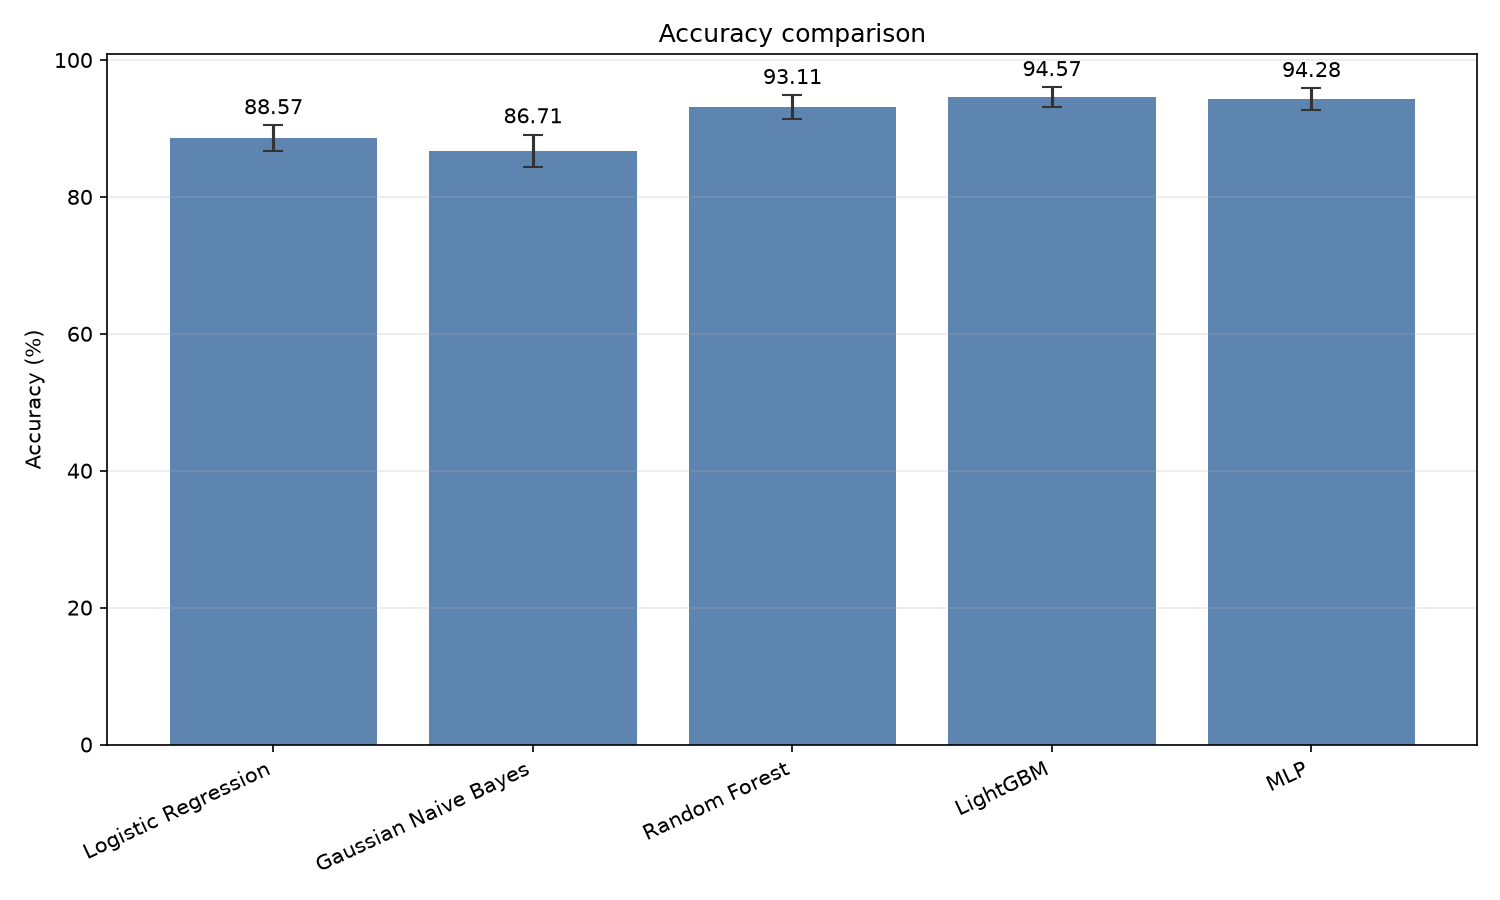 Accuracy comparison
Accuracy (%)
100
80
60
40
20
0
88.57
86.71
93.11
94.57
94.28
Logistic Regression
Gaussian Naive Bayes
Random Forest
LightGBM
MLP